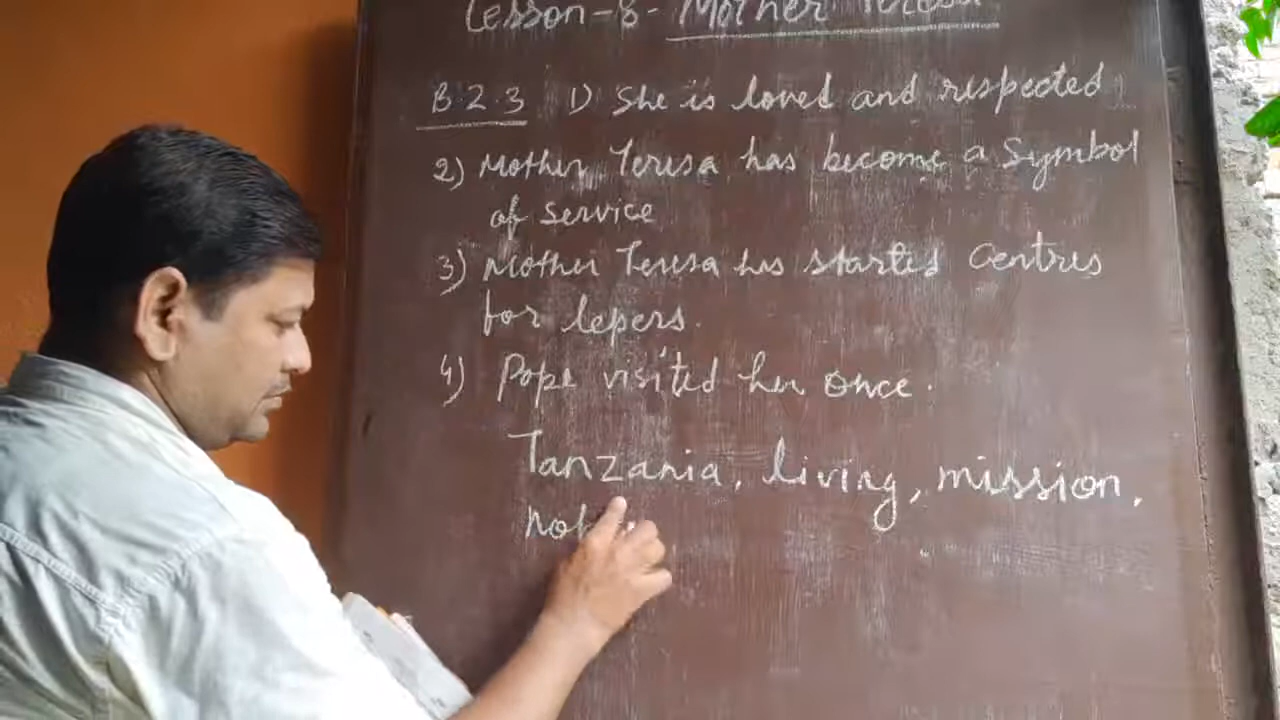 Lesson-8- Mother Teresa
B.2.3 1) She is loved and respected
2) Mother Teresa has become a symbol
of service
3) Mother Teresa has started Centres
for lepers.
4) Pope visited her once.
Tanzania, living, mission,